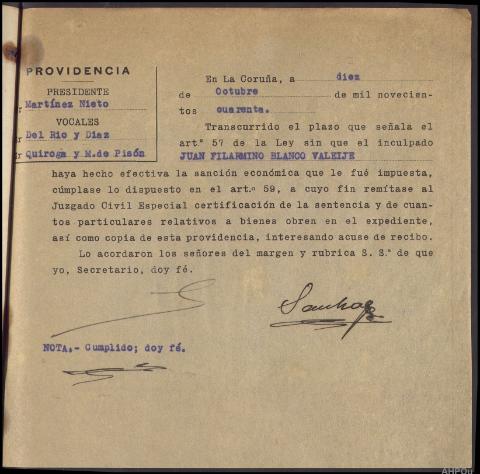 PROVIDENCIA
PRESIDENTE
Martínez Nieto
VOCALES
Del Rio y Diaz
Quiroga y M.de Pisón
En La Coruña, a diez
de Octubre de mil novecien-
tos cuarenta.
Transcurrido el plazo que señala el
artº 57 de la Ley sin que el inculpado
JUAN FILARMINO BLANCO VALEIJE
haya hecho efectiva la sanción económica que le fué impuesta,
cúmplase lo dispuesto en el art.º 59, a cuyo fin remítase al
Juzgado Civil Especial certificación de la sentencia y de cuan-
tos particulares relativos a bienes obren en el expediente,
así como copia de esta providencia, interesando acuse de recibo.
Lo acordaron los señores del margen y rubrica S. Sª de que
yo, Secretario, doy fé.
NOTA.- Cumplido; doy fé.
AHPOu